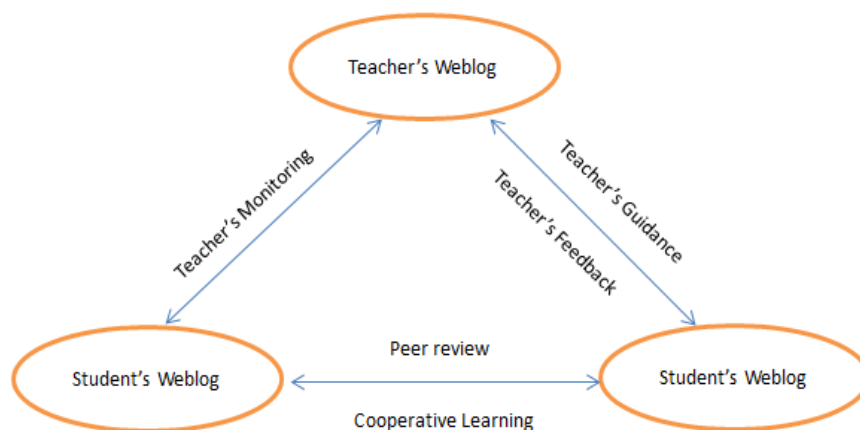 Teacher's Weblog
Teacher's Monitoring
Teacher's Guidance
Teacher's Feedback
Peer review
Student's Weblog
Student's Weblog
Cooperative Learning